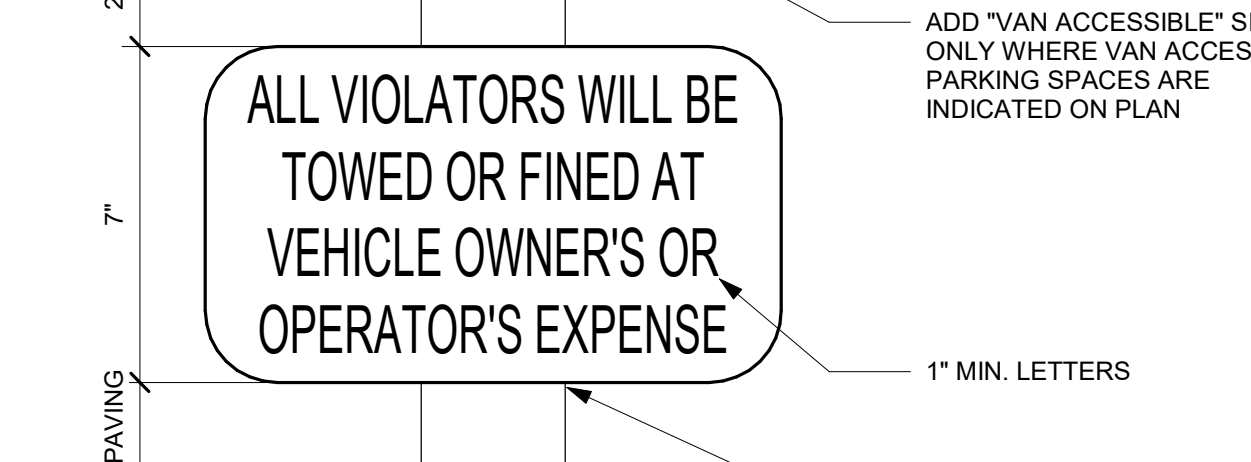 ADD "VAN ACCESSIBLE"
ONLY WHERE VAN
PARKING SPACES ARE
INDICATED ON PLAN
ALL VIOLATORS WILL BE
TOWED OR FINED AT
VEHICLE OWNER'S OR
OPERATOR'S EXPENSE
7"
1" MIN. LETTERS
PAVING